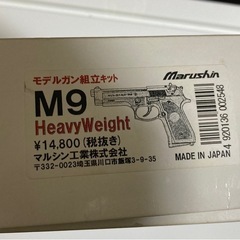 モデルガン組立キット
Marushin
M9
HeavyWeight
¥14,800(税抜き)
マルシン工業株式会社
〒332-0023埼玉県川口市飯塚3-9-35
MADE IN JAPAN
4 920136 002548